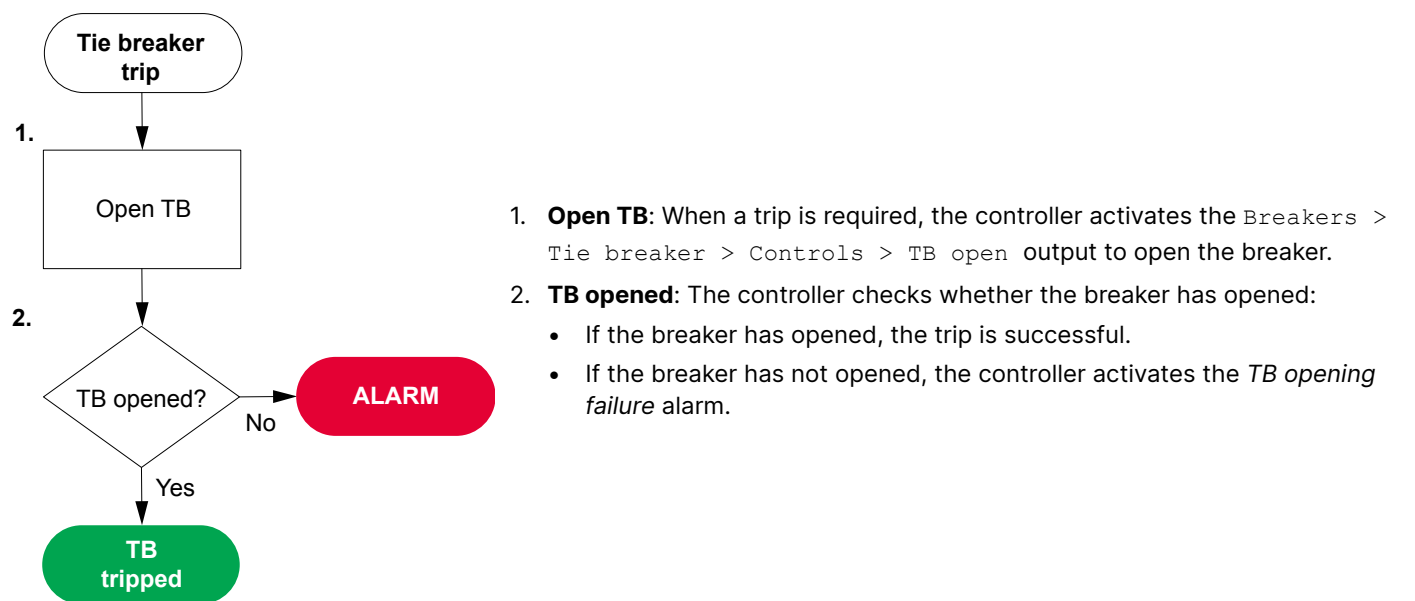 Tie breaker
trip
1.
Open TB
2.
TB opened?
No
ALARM
Yes
TB
tripped
1. Open TB: When a trip is required, the controller activates the Breakers >
Tie breaker > Controls > TB open output to open the breaker.
2. TB opened: The controller checks whether the breaker has opened:
• If the breaker has opened, the trip is successful.
• If the breaker has not opened, the controller activates the TB opening
failure alarm.